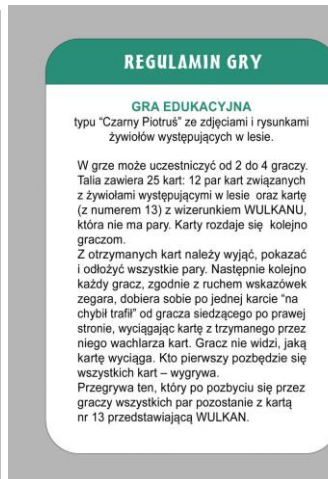 REGULAMIN GRY
GRA EDUKACYJNA
typu "Czarny Piotruś" ze zdjęciami i rysunkami
żywiołów występujących w lesie.
W grze może uczestniczyć od 2 do 4 graczy.
Talia zawiera 25 kart: 12 par kart związanych
z żywiołami występującymi w lesie oraz kartę
(z numerem 13) z wizerunkiem WULKANU,
która nie ma pary. Karty rozdaje się kolejno
graczom.
Z otrzymanych kart należy wyjąć, pokazać
i odłożyć wszystkie pary. Następnie kolejno
każdy gracz, zgodnie z ruchem wskazówek
zegara, dobiera sobie po jednej karcie "na
chybił trafił" od gracza siedzącego po prawej
stronie, wyciągając kartę z trzymanego przez
niego wachlarza kart. Gracz nie widzi, jaką
kartę wyciąga. Kto pierwszy pozbędzie się
wszystkich kart – wygrywa.
Przegrywa ten, który po pozbyciu się przez
graczy wszystkich par pozostanie z kartą
nr 13 przedstawiającą WULKAN.